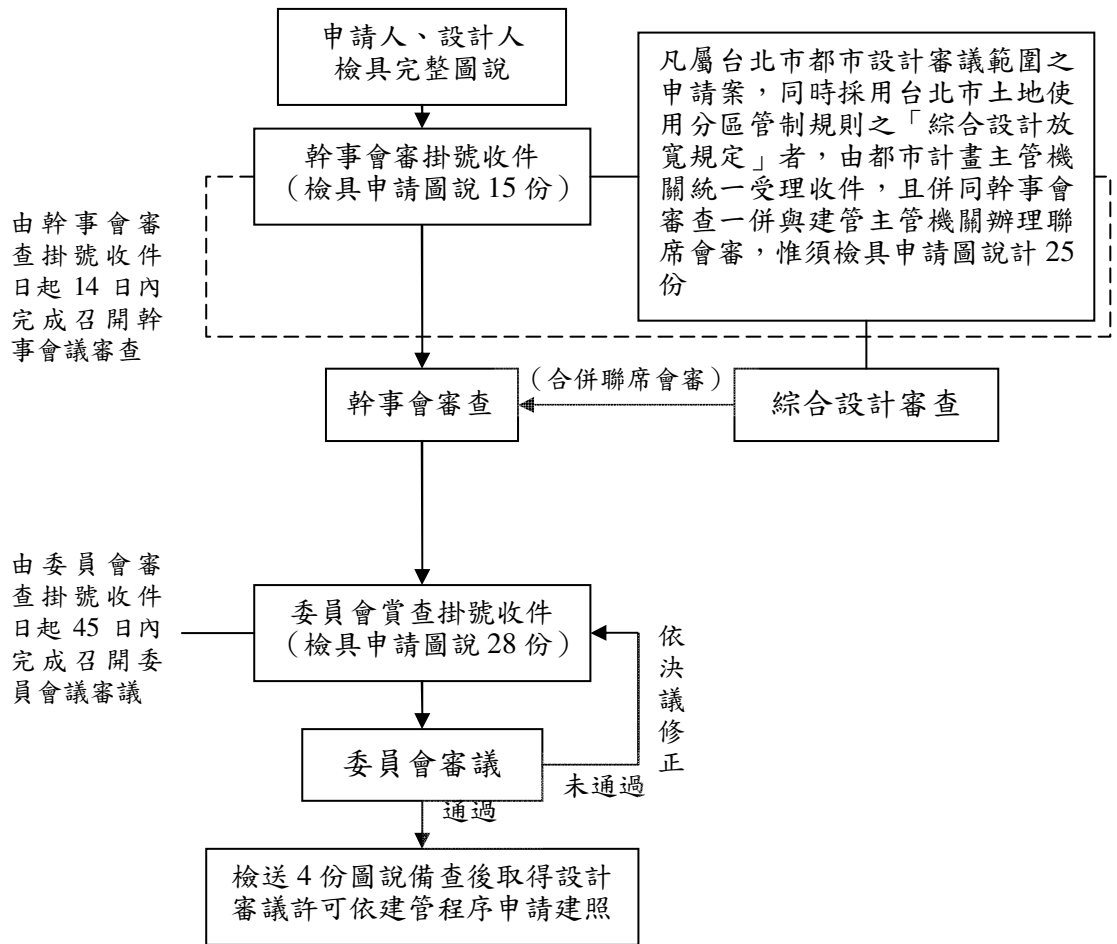 申請人、設計人
檢具完整圖說
凡屬台北市都市設計審議範圍之
申請案，同時採用台北市土地使
用分區管制規則之「綜合設計放
寬規定」者，由都市計畫主管機
關統一受理收件，且併同幹事會
審查一併與建管主管機關辦理聯
席會審，惟須檢具申請圖說計 25
份
幹事會審掛號收件
（檢具申請圖說 15 份）
由幹事會審
查掛號收件
日起 14 日內
完成召開幹
事會議審查
幹事會審查
（合併聯席會審）
綜合設計審查
由委員會審
查掛號收件
日起 45 日內
完成召開委
員會議審議
委員會賞查掛號收件
（檢具申請圖說 28 份）
依決議修正
委員會審議
未通過
通過
檢送 4 份圖說備查後取得設計
審議許可依建管程序申請建照